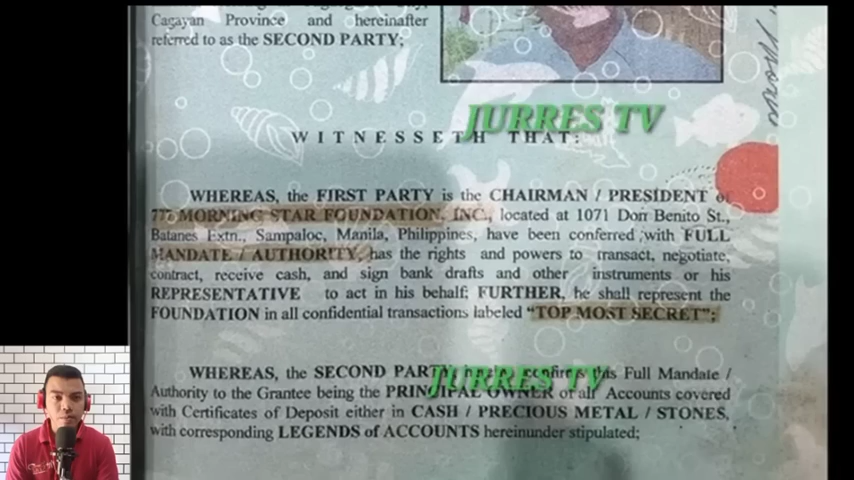 Cagayan Province and hereinafter
referred to as the SECOND PARTY;
JURRES TV
WITNESSETH THAT:
WHEREAS, the FIRST PARTY is the CHAIRMAN / PRESIDENT of
MORNING STAR FOUNDATION, INC., located at 1071 Don Benito St.,
Batanes Extn., Sampaloc, Manila, Philippines, have been conferred with FULL
MANDATE / AUTHORITY, has the rights and powers to transact, negotiate,
contract, receive cash, and sign bank drafts and other instruments or his
REPRESENTATIVE to act in his behalf; FURTHER, he shall represent the
FOUNDATION in all confidential transactions labeled "TOP MOST SECRET";
JURRES TV
WHEREAS, the SECOND PARTY confirms this Full Mandate /
Authority to the Grantee being the PRINCIPAL OWNER of all Accounts covered
with Certificates of Deposit either in CASH / PRECIOUS METAL / STONES,
with corresponding LEGENDS of ACCOUNTS hereinunder stipulated;